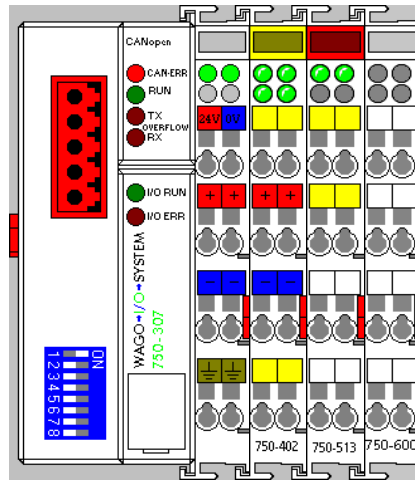 CANopen
CAN-ERR
RUN
TX
OVERFLOW
RX
I/O RUN
I/O ERR
WAGO I/O SYSTEM
750-307
ON
1 2 3 4 5 6 7 8
24V 0V
+ + + +
- - - -
750-402
750-513
750-600